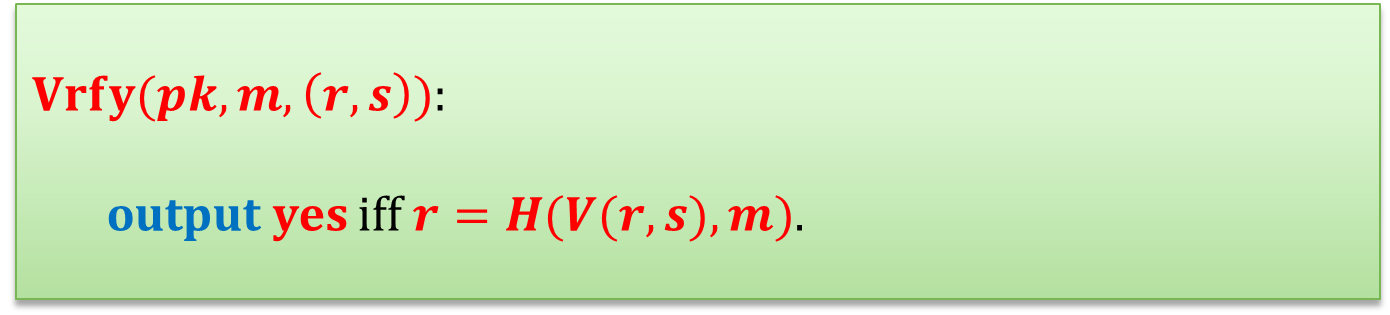 Vrfy(pk, m, (r, s)):
output yes iff r = H(V(r, s), m).